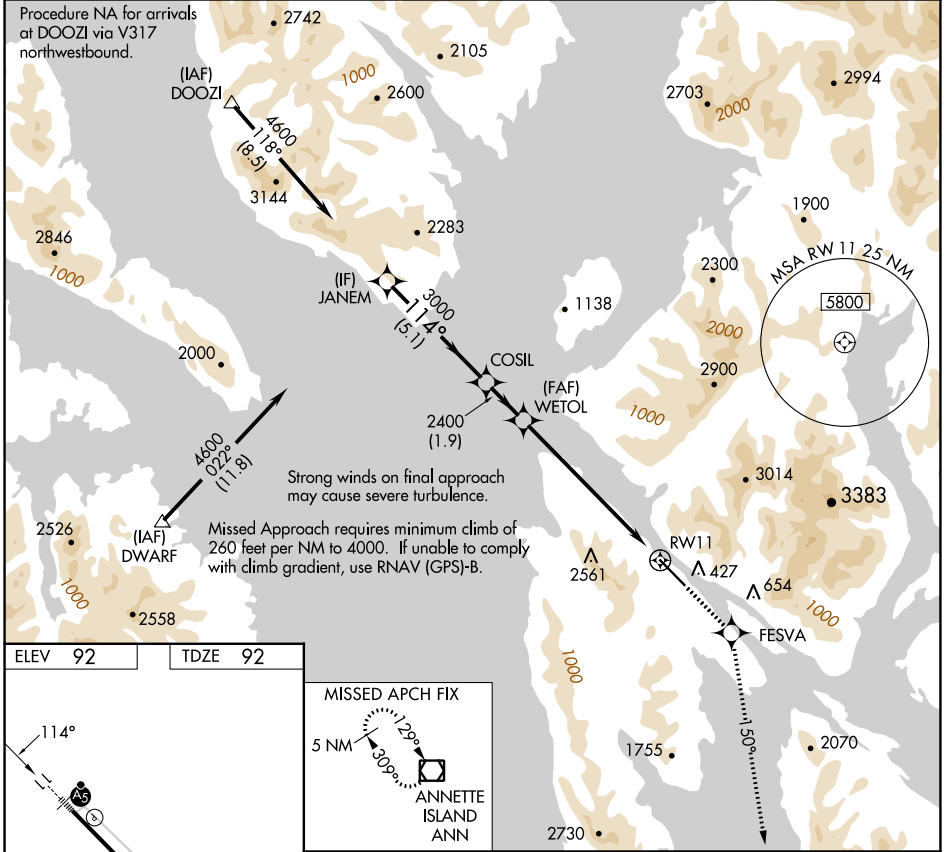 Procedure NA for arrivals
at DOOZI via V317
northwestbound.
2742
2105
(IAF)
DOOZI
1000
2600
2703
2000
2994
4600
118°
(8.5)
3144
2283
1900
2846
1000
(IF)
JANEM
3000
114°
(5.1)
1138
2300
MSA RW 11 25 NM
5800
2000
2000
COSIL
2900
(FAF)
WETOL
2400
(1.9)
1000
4600
022°
(11.8)
Strong winds on final approach
may cause severe turbulence.
3014
3383
(IAF)
DWARF
2526
Missed Approach requires minimum climb of
260 feet per NM to 4000. If unable to comply
with climb gradient, use RNAV (GPS)-B.
RW11
2561
427
654
1000
1000
2558
FESVA
ELEV 92
TDZE 92
1000
MISSED APCH FIX
5 NM
129°
309°
ANNETTE
ISLAND
ANN
114°
A5
P
150°
1755
2070
2730